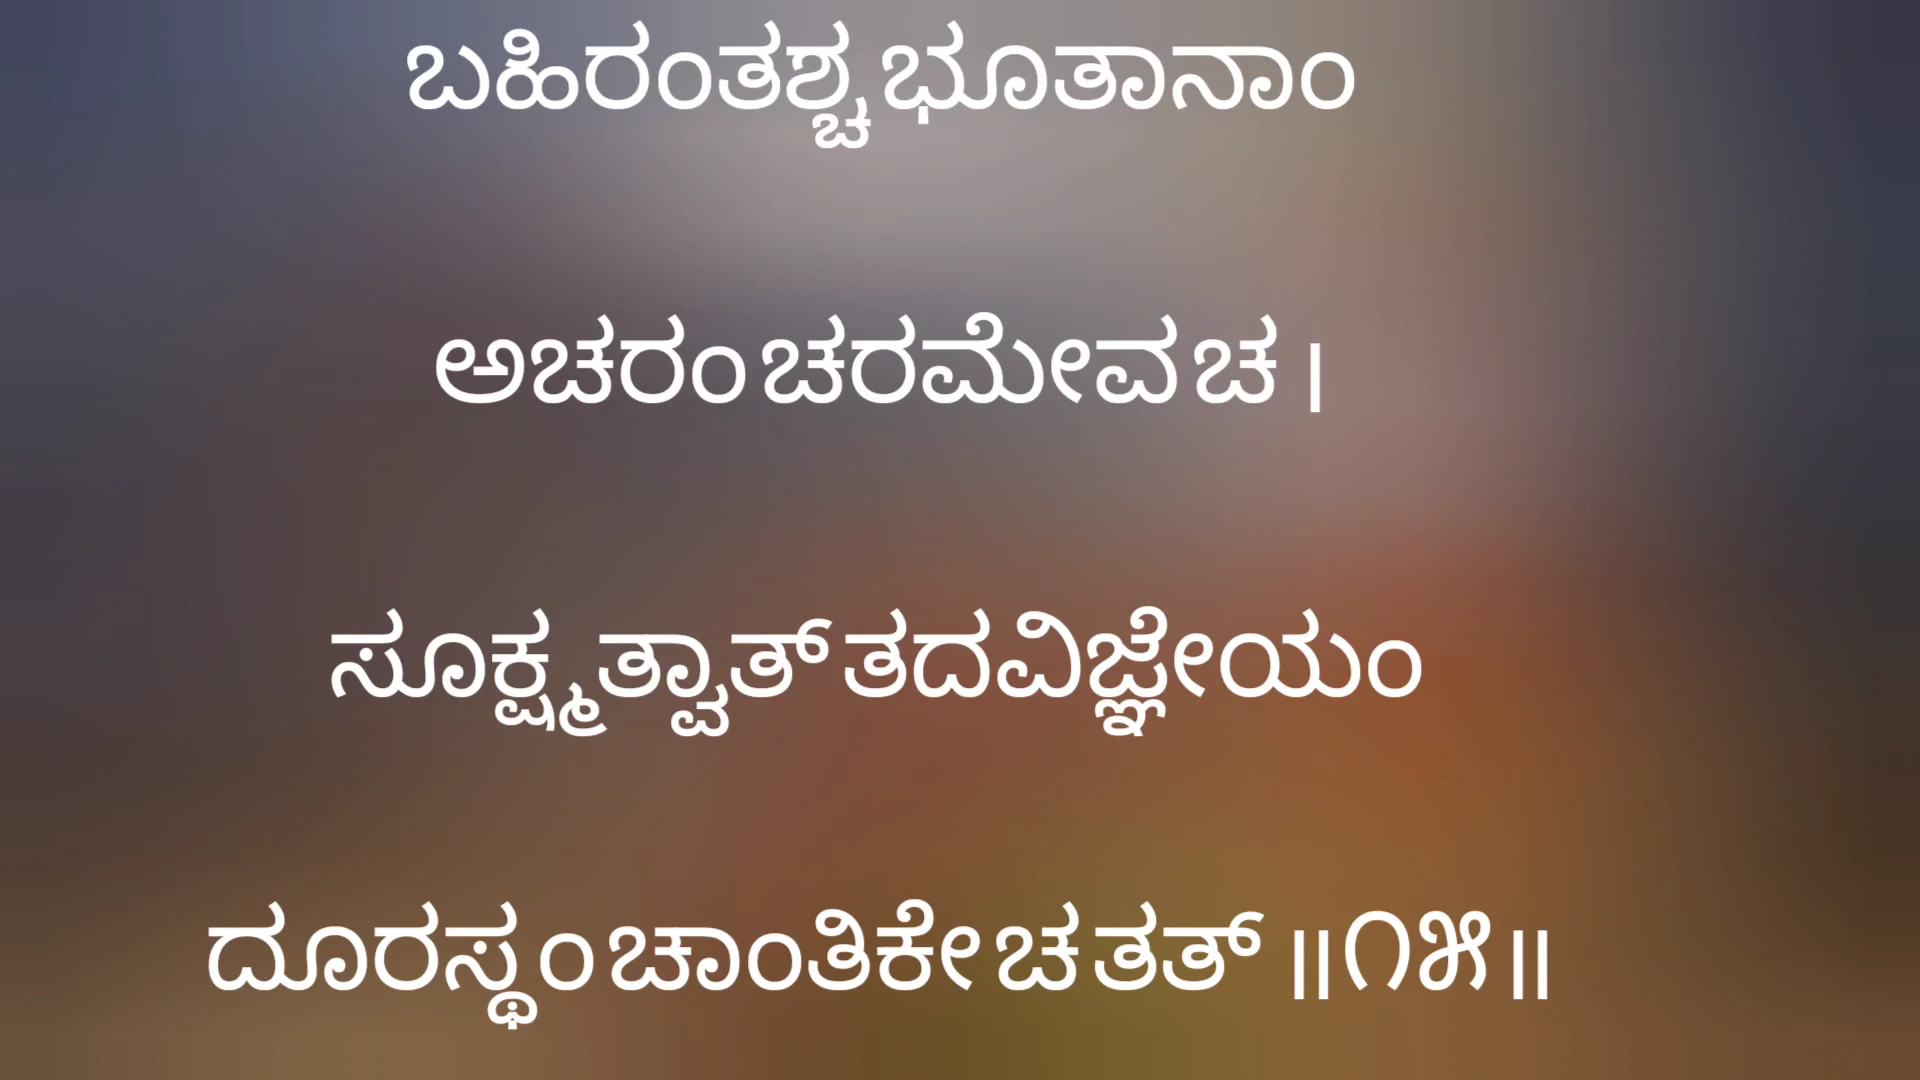 ಬಹಿರಂತಶ್ಚ ಭೂತಾನಾಂ
ಅಚರಂ ಚರಮೇವ ಚ ।
ಸೂಕ್ಷ್ಮತ್ವಾತ್ ತದವಿಜ್ಞೇಯಂ
ದೂರಸ್ಥಂ ಚಾಂತಿಕೇ ಚ ತತ್ ॥೧೫॥